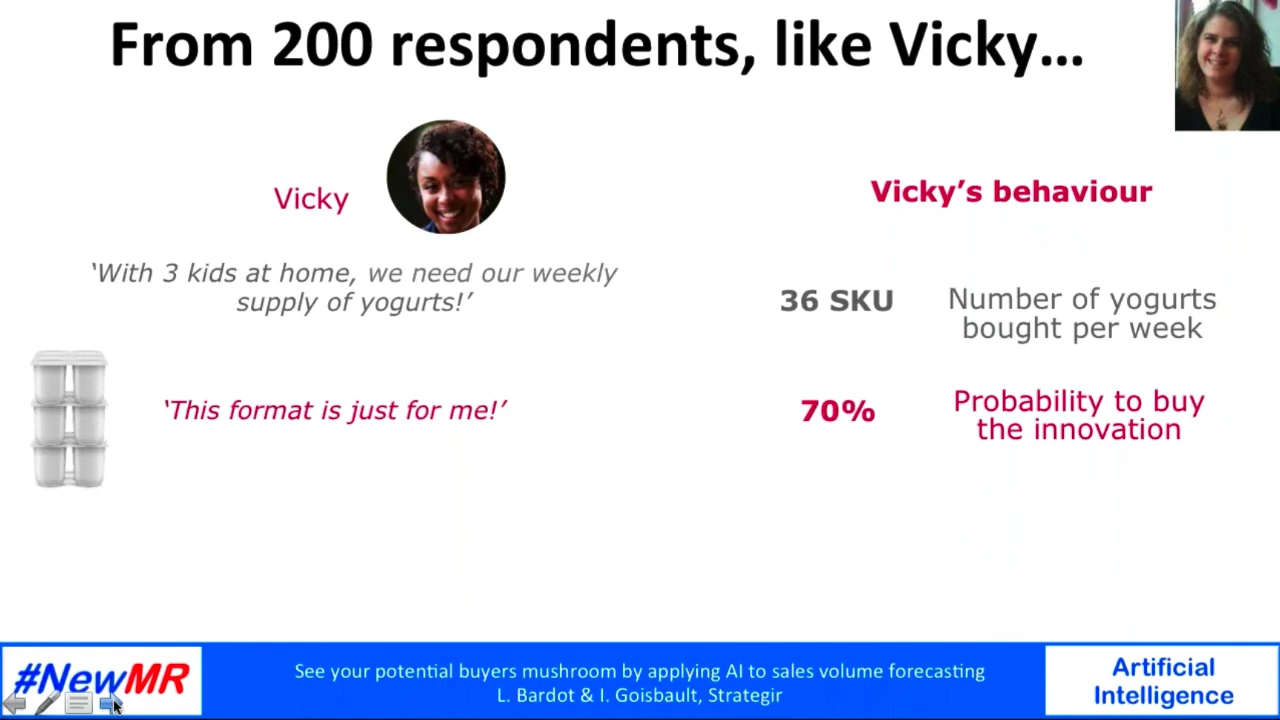 From 200 respondents, like Vicky…
Vicky
Vicky’s behaviour
‘With 3 kids at home, we need our weekly
supply of yogurts!’
36 SKU
Number of yogurts
bought per week
‘This format is just for me!’
70%
Probability to buy
the innovation
#NewMR
See your potential buyers mushroom by applying AI to sales volume forecasting
L. Bardot & I. Goisbault, Strategir
Artificial
Intelligence